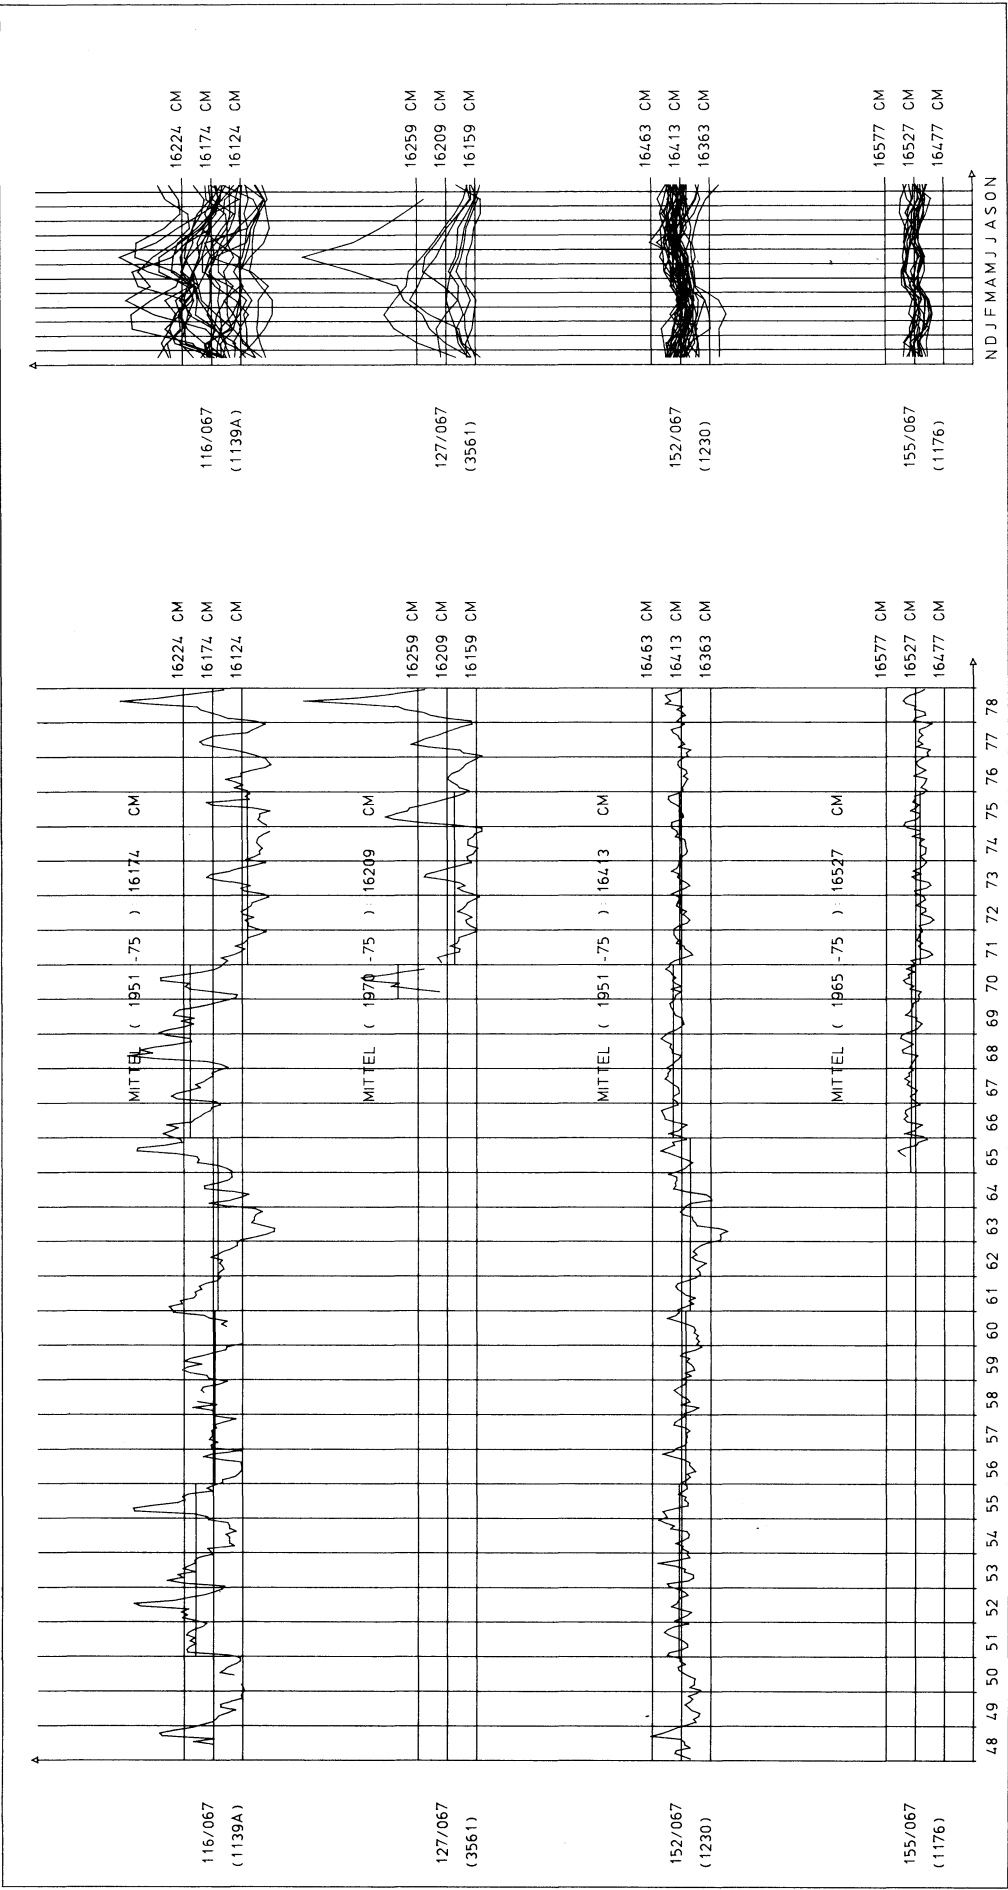 116/067
(1139A)
16224 CM
16174 CM
16124 CM
127/067
(3561)
16259 CM
16209 CM
16159 CM
152/067
(1230)
16463 CM
16413 CM
16363 CM
155/067
(1176)
16577 CM
16527 CM
16477 CM
N D J F M A M J J A S O N
116/067
(1139A)
MITTEL ( 1951 -75 ) : 16174 CM
16224 CM
16174 CM
16124 CM
127/067
(3561)
MITTEL ( 1970 -75 ) : 16209 CM
16259 CM
16209 CM
16159 CM
152/067
(1230)
MITTEL ( 1951 -75 ) : 16413 CM
16463 CM
16413 CM
16363 CM
155/067
(1176)
MITTEL ( 1965 -75 ) : 16527 CM
16577 CM
16527 CM
16477 CM
48 49 50 51 52 53 54 55 56 57 58 59 60 61 62 63 64 65 66 67 68 69 70 71 72 73 74 75 76 77 78